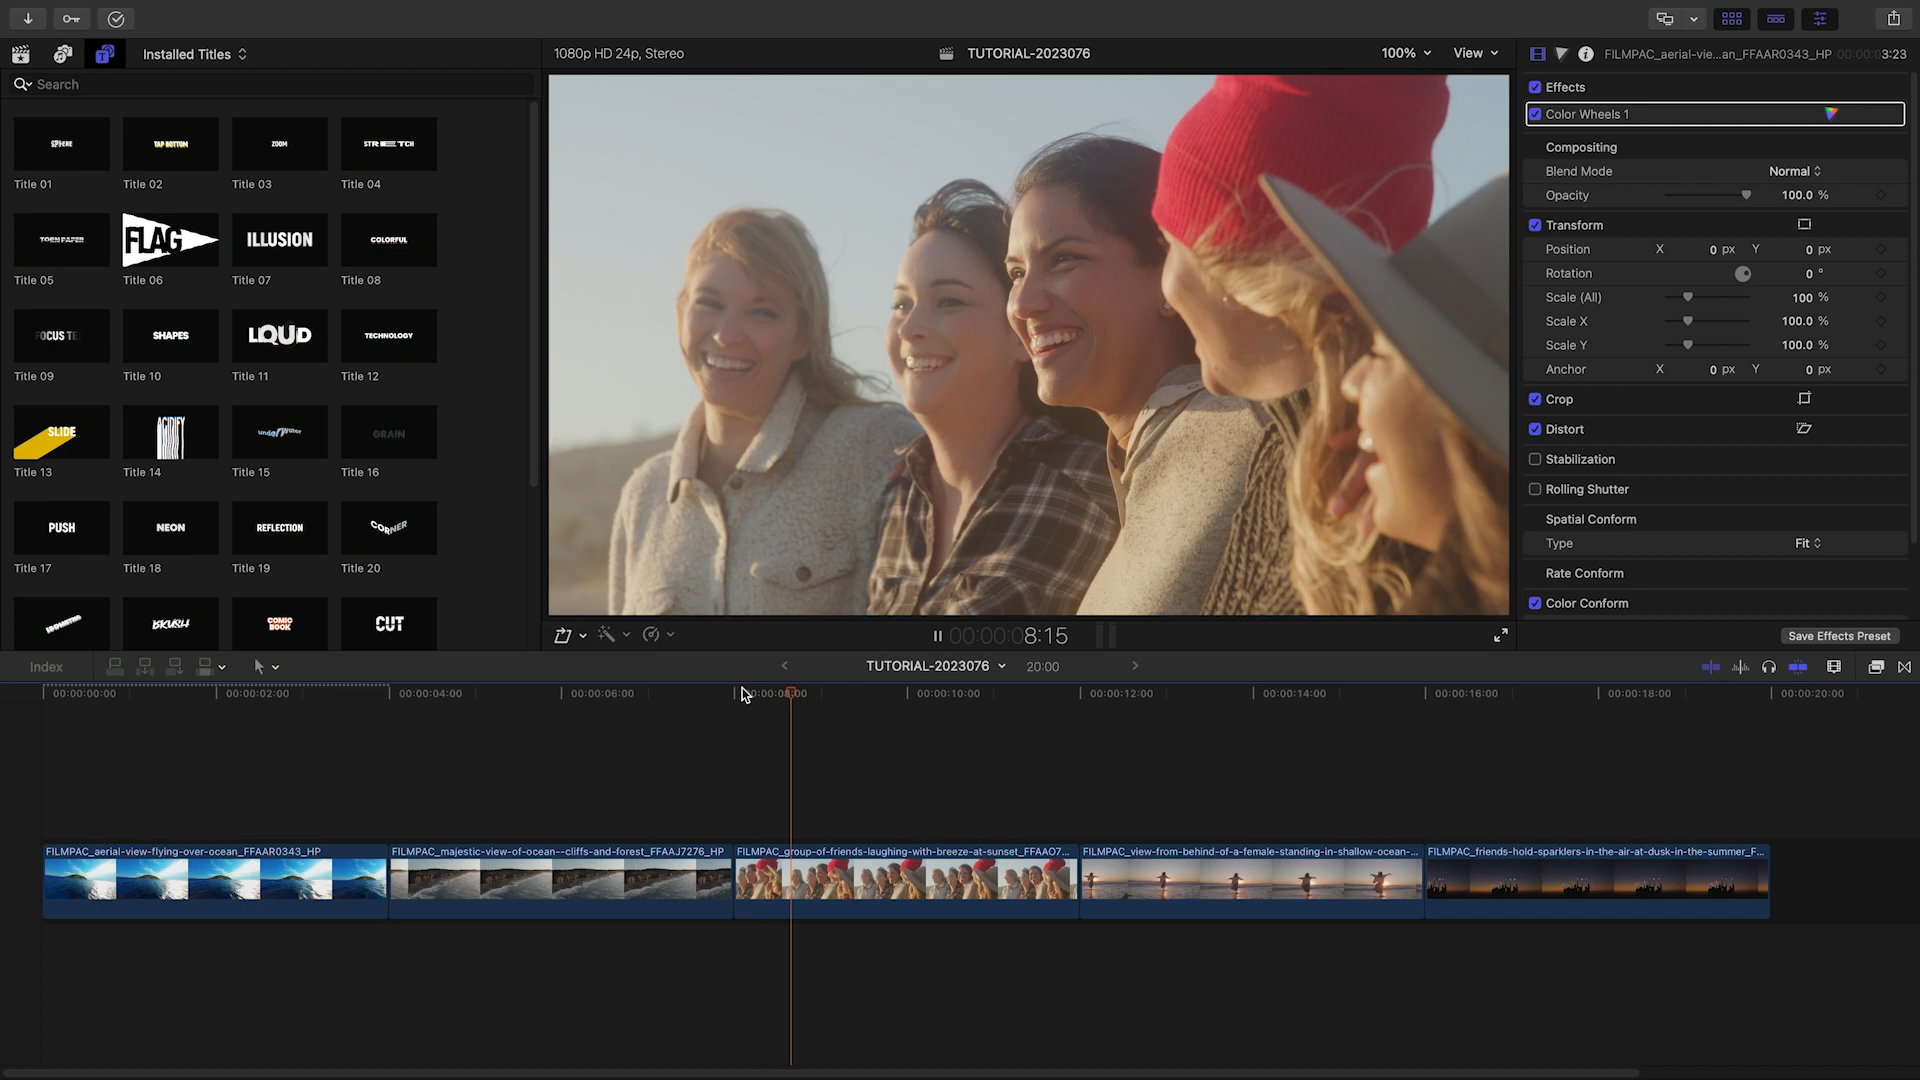 Installed Titles
Search
SPHERE
TAP BOTTOM
ZOOM
STRETCH
Title 01
Title 02
Title 03
Title 04
TORN PAPER
FLAG
ILLUSION
COLORFUL
Title 05
Title 06
Title 07
Title 08
FOCUS TE
SHAPES
LOUD
TECHNOLOGY
Title 09
Title 10
Title 11
Title 12
SLIDE
ACIDIFY
underWater
GRAIN
Title 13
Title 14
Title 15
Title 16
PUSH
NEON
REFLECTION
CORNER
Title 17
Title 18
Title 19
Title 20
ISOMETRIC
BRUSH
COMIC BOOK
CUT
1080p HD 24p, Stereo
TUTORIAL-2023076
100%
View
00:00:08:15
FILMPAC_aerial-vie...an_FFAAR0343_HP
00:00:03:23
Effects
Color Wheels 1
Compositing
Blend Mode Normal
Opacity 100.0 %
Transform
Position X 0 px Y 0 px
Rotation 0 °
Scale (All) 100 %
Scale X 100.0 %
Scale Y 100.0 %
Anchor X 0 px Y 0 px
Crop
Distort
Stabilization
Rolling Shutter
Spatial Conform
Type Fit
Rate Conform
Color Conform
Save Effects Preset
Index
TUTORIAL-2023076
20:00
00:00:00:00
00:00:02:00
00:00:04:00
00:00:06:00
00:00:08:00
00:00:10:00
00:00:12:00
00:00:14:00
00:00:16:00
00:00:18:00
00:00:20:00
FILMPAC_aerial-view-flying-over-ocean_FFAAR0343_HP
FILMPAC_majestic-view-of-ocean--cliffs-and-forest_FFAAJ7276_HP
FILMPAC_group-of-friends-laughing-with-breeze-at-sunset_FFAAO7...
FILMPAC_view-from-behind-of-a-female-standing-in-shallow-ocean-...
FILMPAC_friends-hold-sparklers-in-the-air-at-dusk-in-the-summer_F...